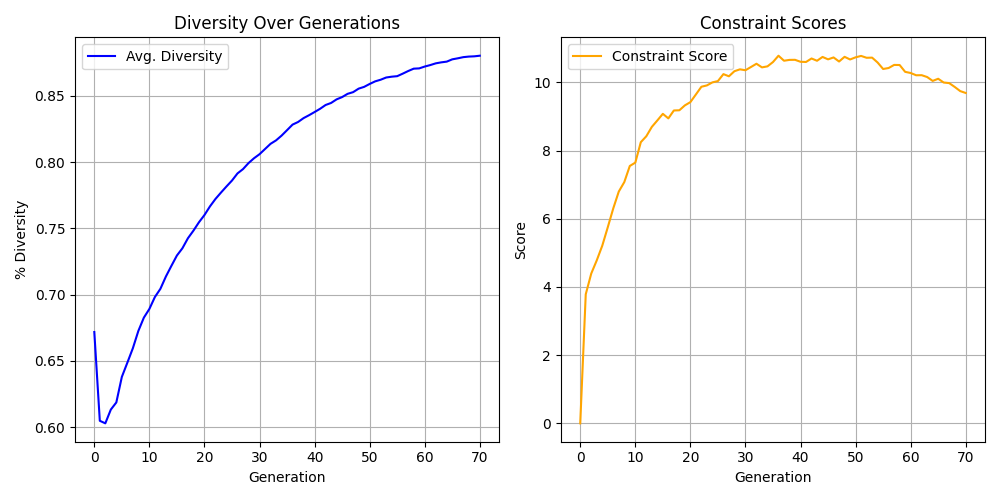 Diversity Over Generations
Avg. Diversity
% Diversity
0.85
0.80
0.75
0.70
0.65
0.60
0 10 20 30 40 50 60 70
Generation
Constraint Scores
Constraint Score
Score
10
8
6
4
2
0
0 10 20 30 40 50 60 70
Generation